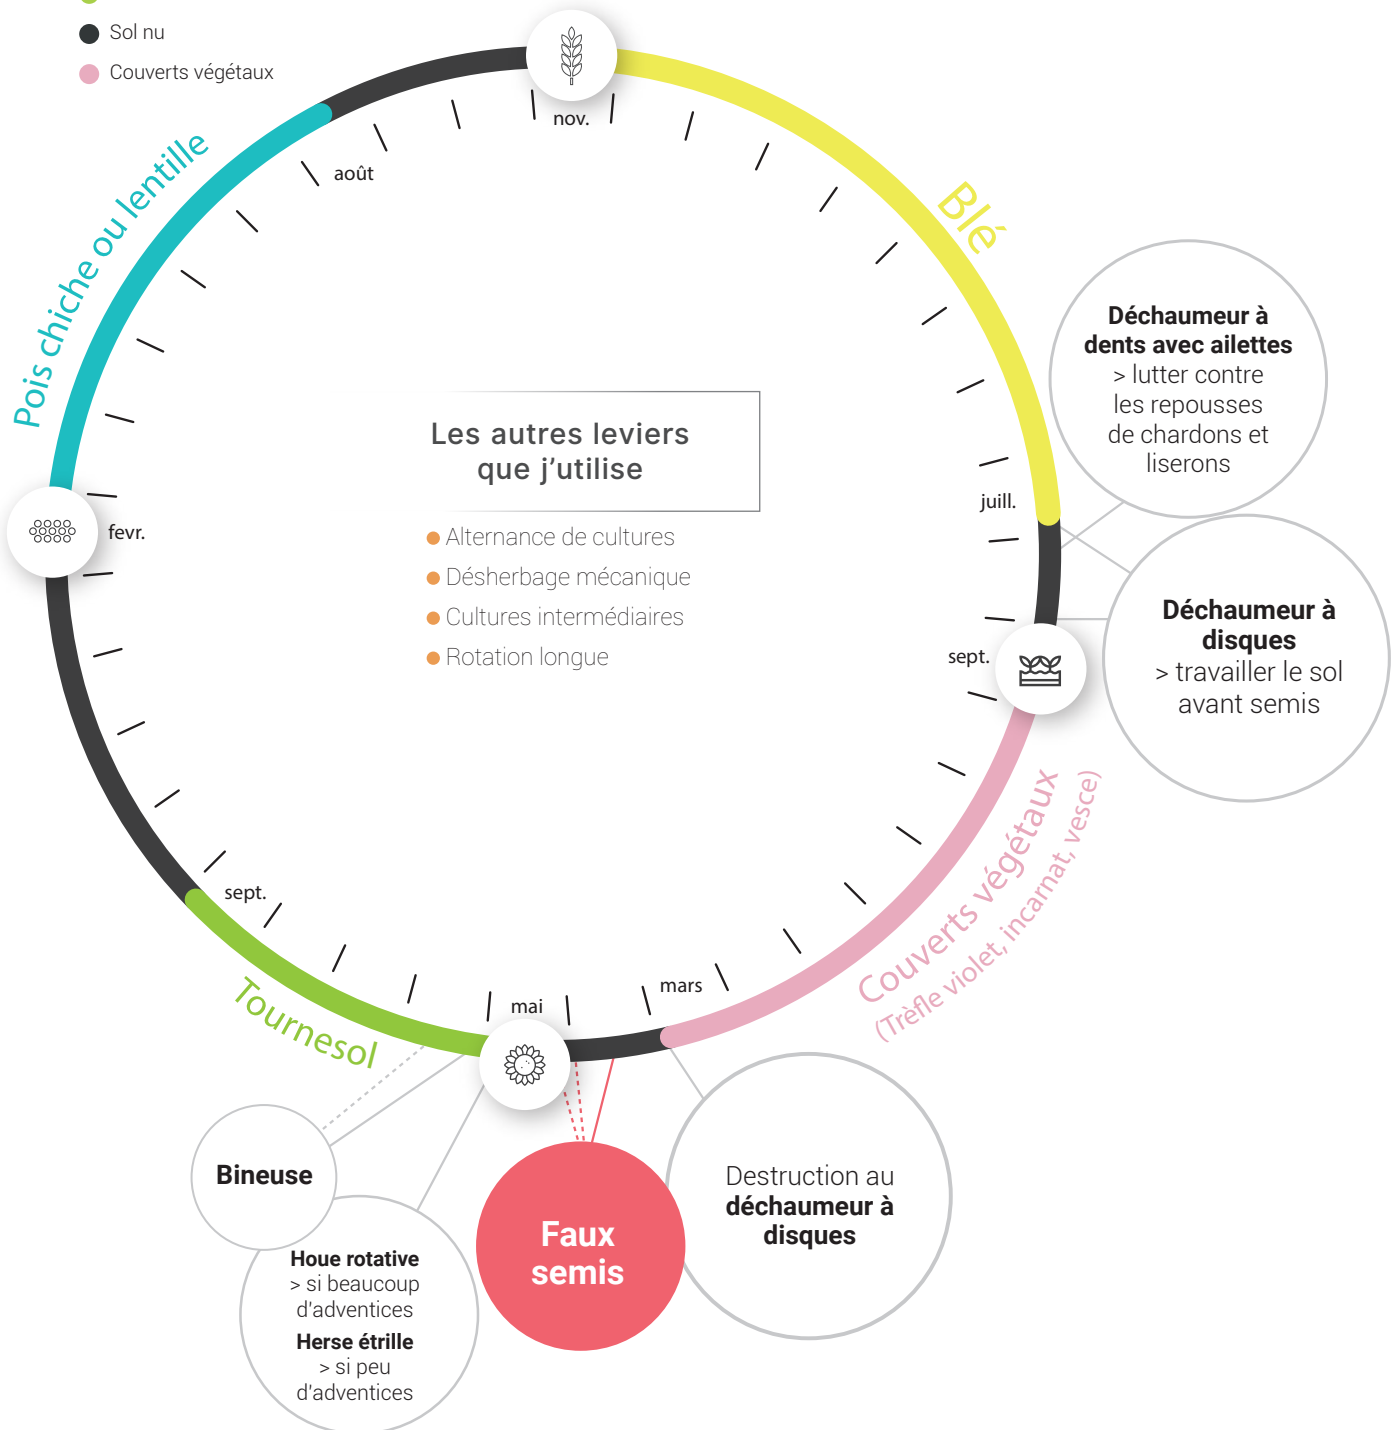 Sol nu
Couverts végétaux
nov.
août
Pois chiche ou lentille
Blé
Déchaumeur à
dents avec ailettes
> lutter contre
les repousses
de chardons et
liserons
Les autres leviers
que j’utilise
juill.
fevr.
Alternance de cultures
Désherbage mécanique
Cultures intermédiaires
Rotation longue
Déchaumeur à
disques
> travailler le sol
avant semis
sept.
Couverts végétaux
(Trèfle violet, incarnat, vesce)
sept.
mars
mai
Tournesol
Bineuse
Destruction au
déchaumeur à
disques
Faux
semis
Houe rotative
> si beaucoup
d'adventices
Herse étrille
> si peu
d'adventices